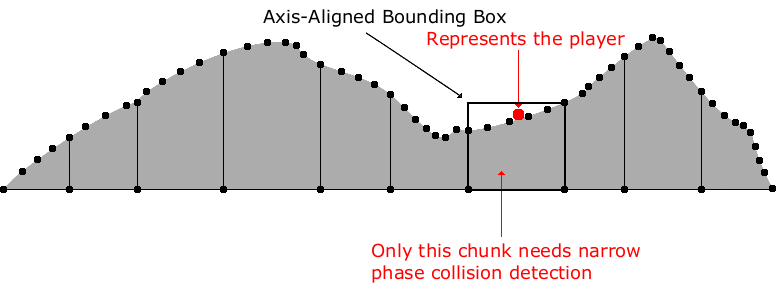 Axis-Aligned Bounding Box
Represents the player
Only this chunk needs narrow
phase collision detection